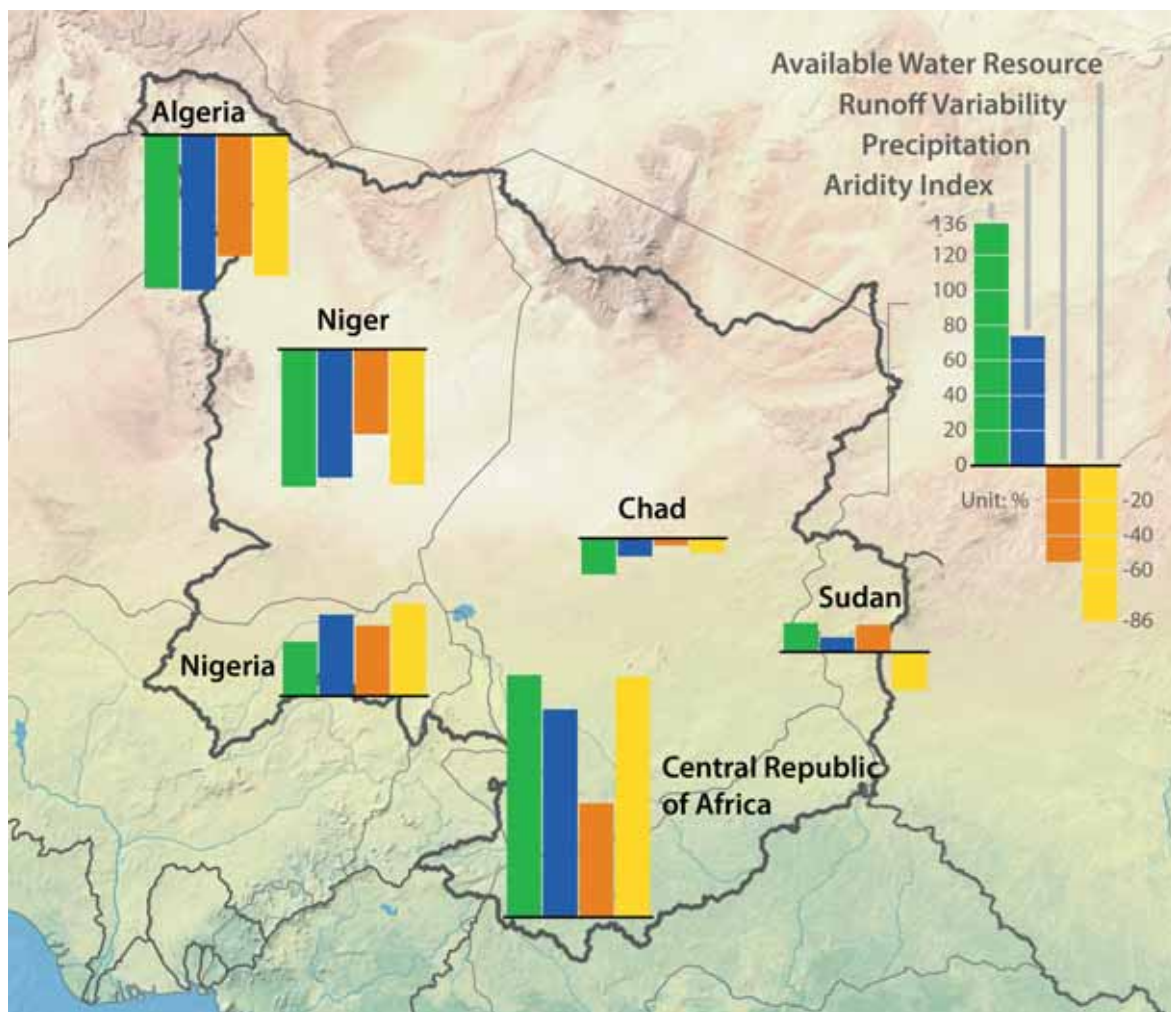 Available Water Resource
Runoff Variability
Precipitation
Aridity Index
Algeria
136
120
100
80
60
40
20
0
Unit: %
-20
-40
-60
-86
Niger
Chad
Sudan
Nigeria
Central Republic
of Africa